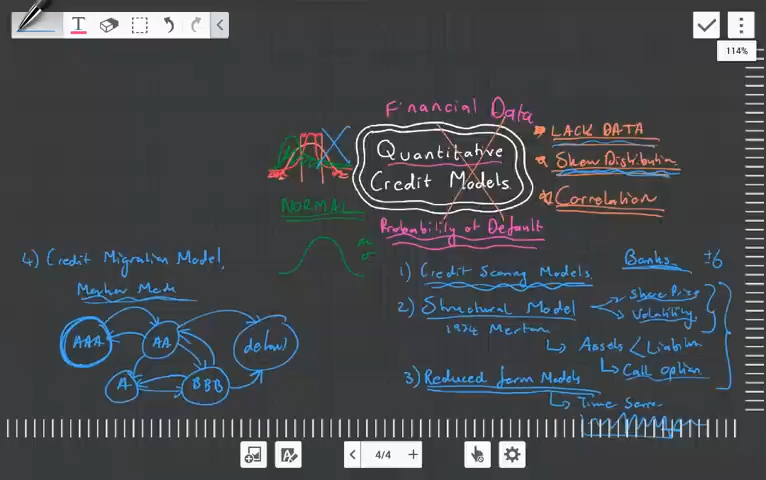 T
114%
Financial Data
Quantitative
Credit Models
Probability of Default
NORMAL
LACK DATA
Skew Distribution
Correlation
4) Credit Migration Model
Markov
AAA
AA
A
BBB
default
Banks ±6
1) Credit Scoring Models
2) Structural Model
1974 Merton
Share Price
Volatility
Assets < Liabilities
Call option
3) Reduced form Models
Time Series
4/4